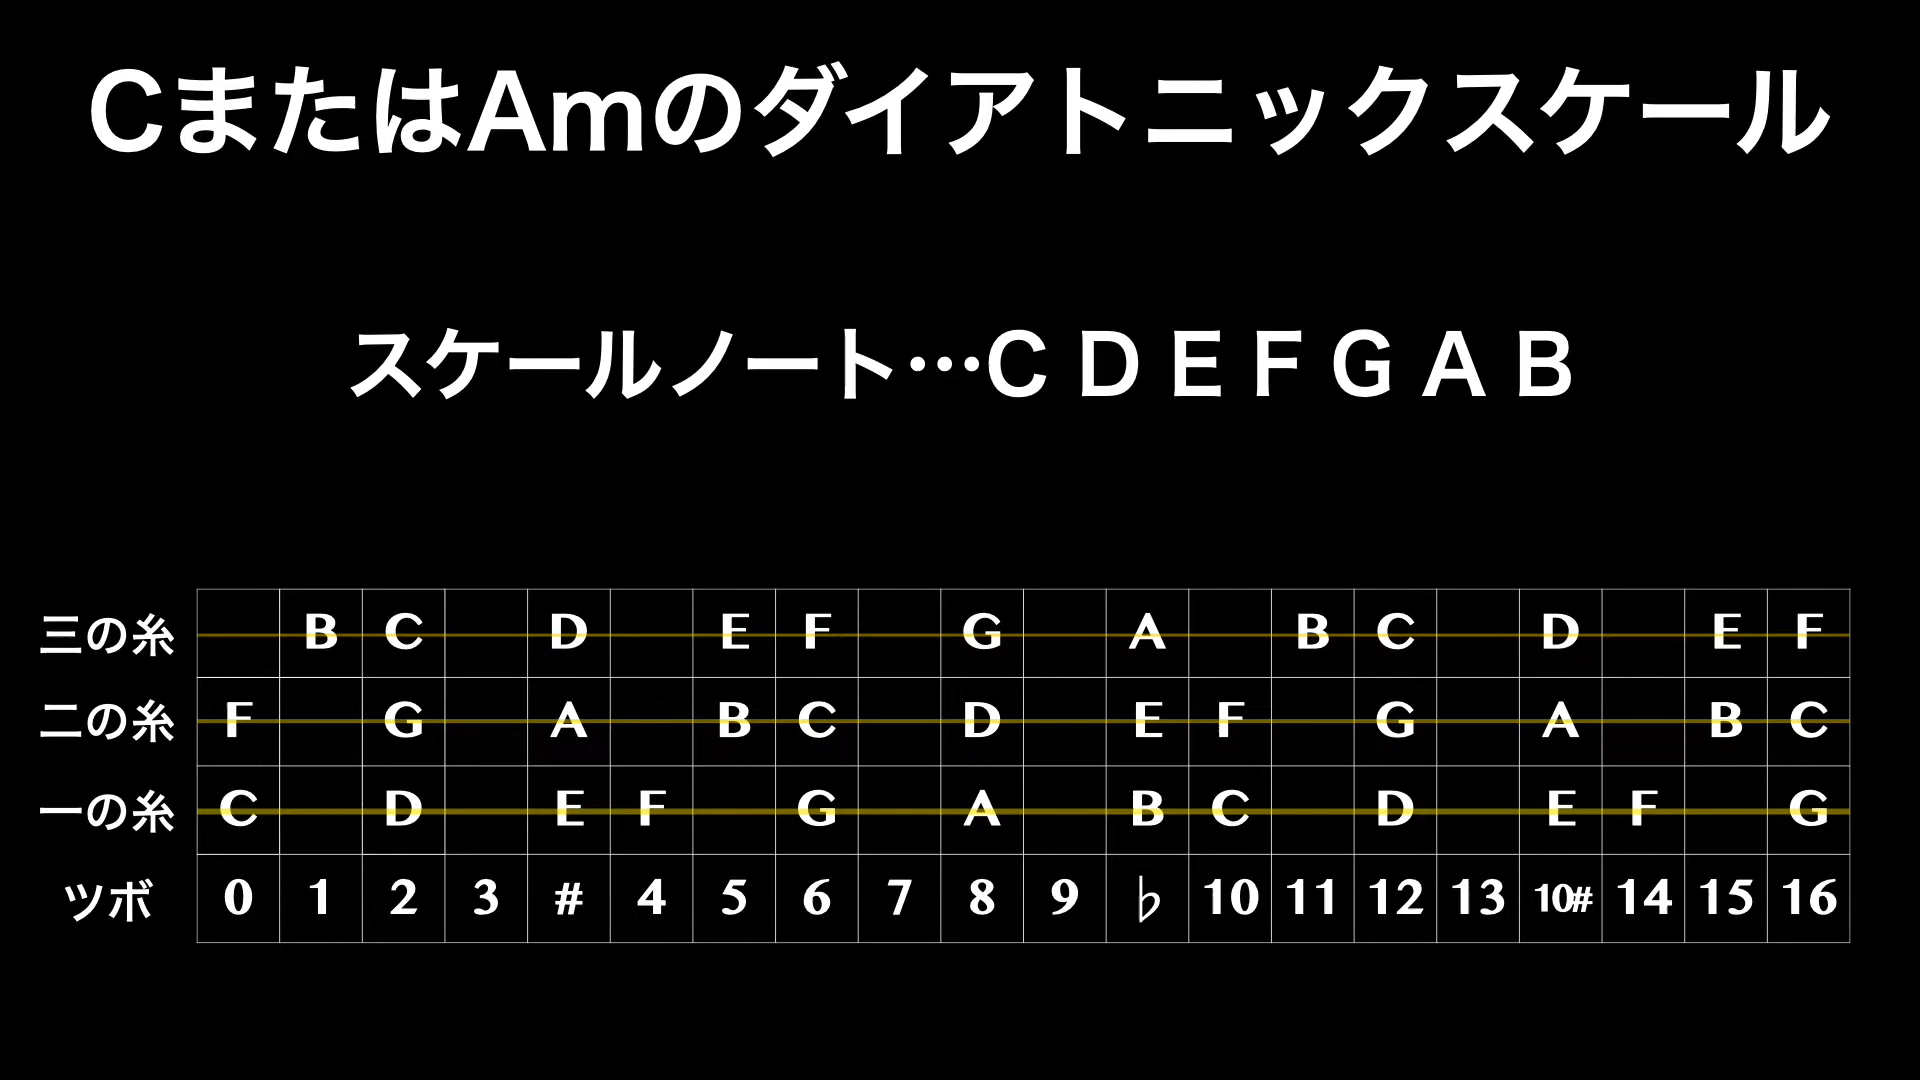 CまたはAmのダイアトニックスケール
スケールノート…C D E F G A B
三の糸 B C D E F G A B C D E F
二の糸 F G A B C D E F G A B C
一の糸 C D E F G A B C D E F G
ツボ 0 1 2 3 # 4 5 6 7 8 9 ♭ 10 11 12 13 10# 14 15 16